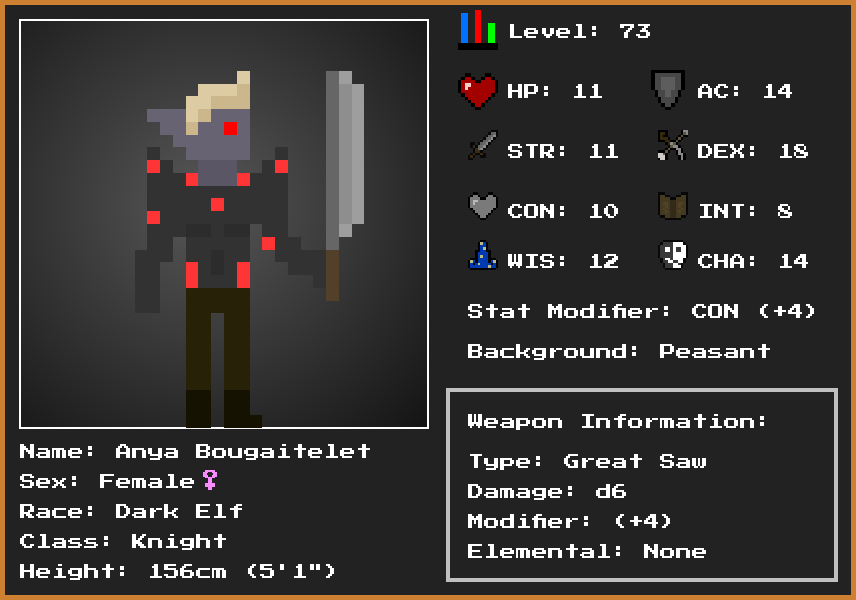 Level: 73
HP: 11 AC: 14
STR: 11 DEX: 18
CON: 10 INT: 8
WIS: 12 CHA: 14
Stat Modifier: CON (+4)
Background: Peasant
Weapon Information:
Type: Great Saw
Damage: d6
Modifier: (+4)
Elemental: None
Name: Anya Bougaitelet
Sex: Female♀
Race: Dark Elf
Class: Knight
Height: 156cm (5'1")